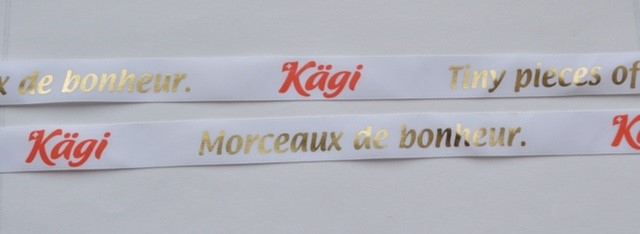 x de bonheur. Kägi Tiny pieces of
Kägi Morceaux de bonheur. K